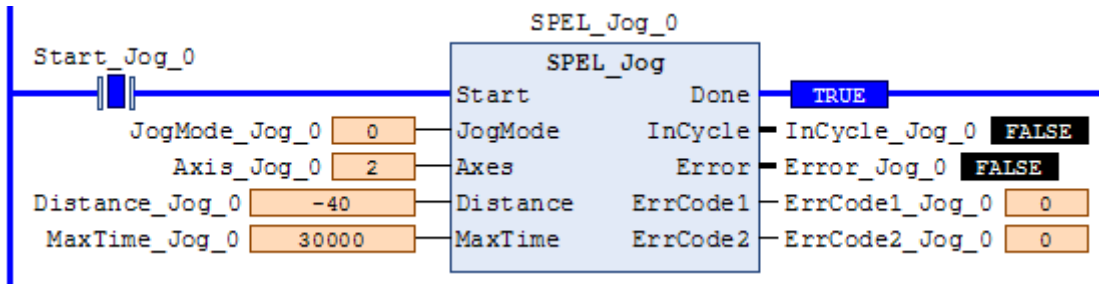 SPEL_Jog_0
Start_Jog_0
SPEL_Jog
Start Done TRUE
JogMode_Jog_0 0 JogMode InCycle InCycle_Jog_0 FALSE
Axis_Jog_0 2 Axes Error Error_Jog_0 FALSE
Distance_Jog_0 -40 Distance ErrCode1 ErrCode1_Jog_0 0
MaxTime_Jog_0 30000 MaxTime ErrCode2 ErrCode2_Jog_0 0